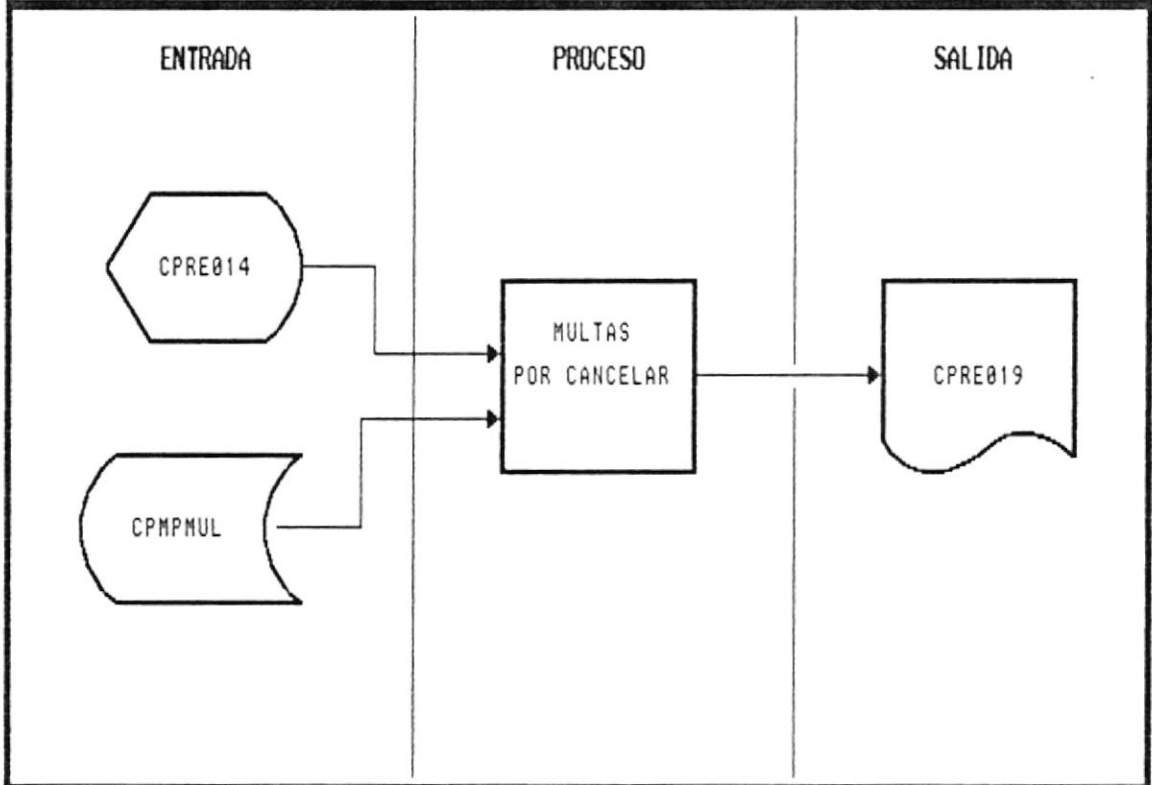 ENTRADA
PROCESO
SALIDA
CPRE014
MULTAS
POR CANCELAR
CPRE019
CPMPMUL